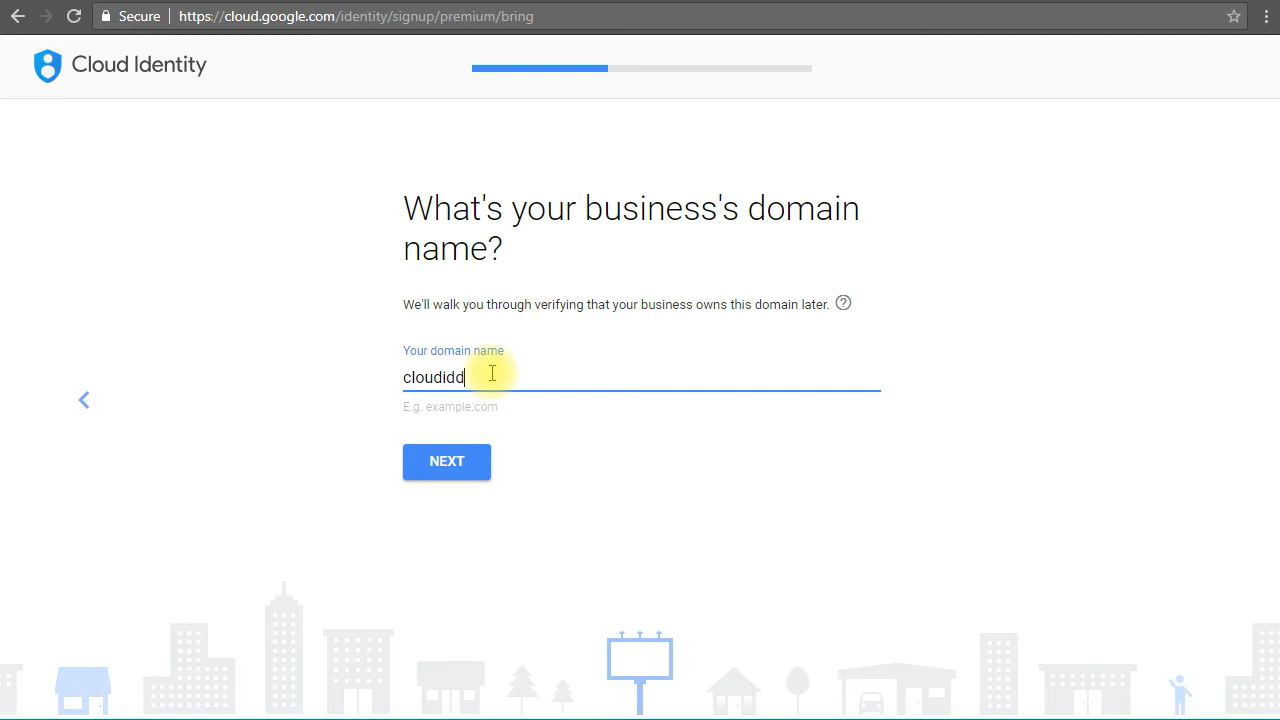 Secure
https://cloud.google.com/identity/signup/premium/bring
Cloud Identity
What's your business's domain
name?
We'll walk you through verifying that your business owns this domain later.
Your domain name
cloudidd
E.g. example.com
NEXT